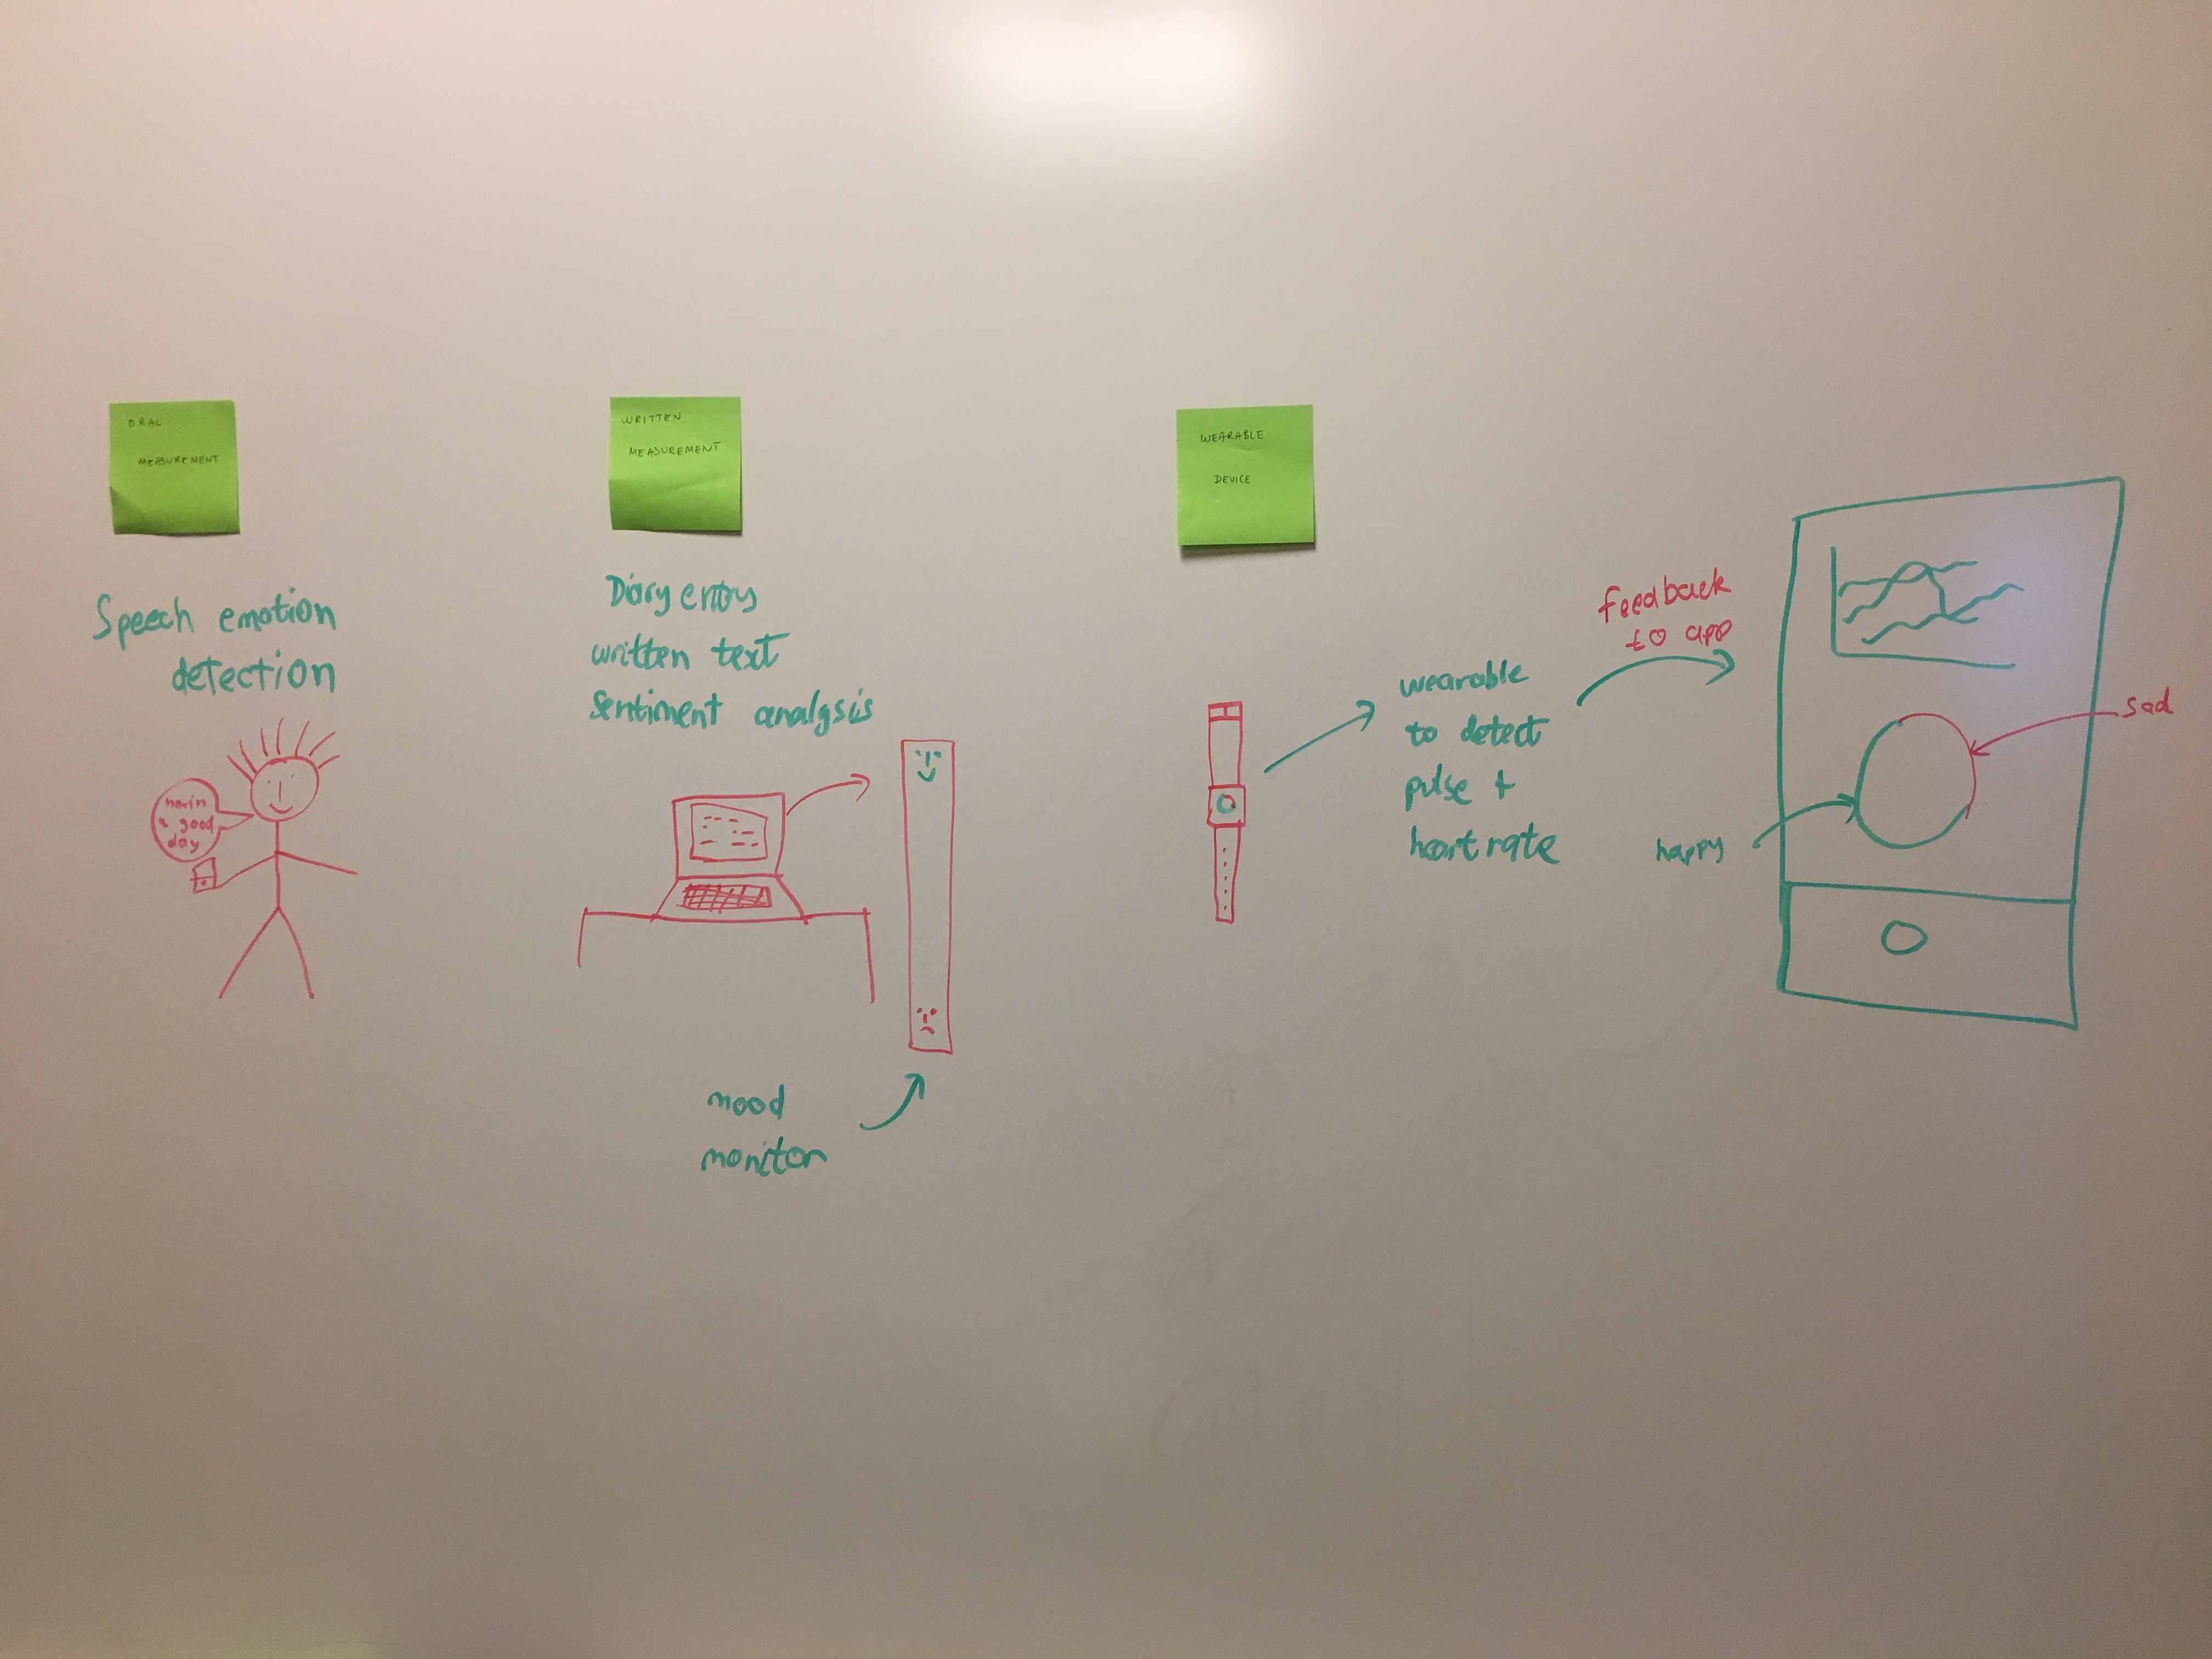 ORAL
MEASUREMENT
Speech emotion
detection
havin
a good
day
WRITTEN
MEASUREMENT
Diary entry
written text
sentiment analysis
mood
monitor
WEARABLE
DEVICE
wearable
to detect
pulse +
heart rate
feedback
to app
sad
happy